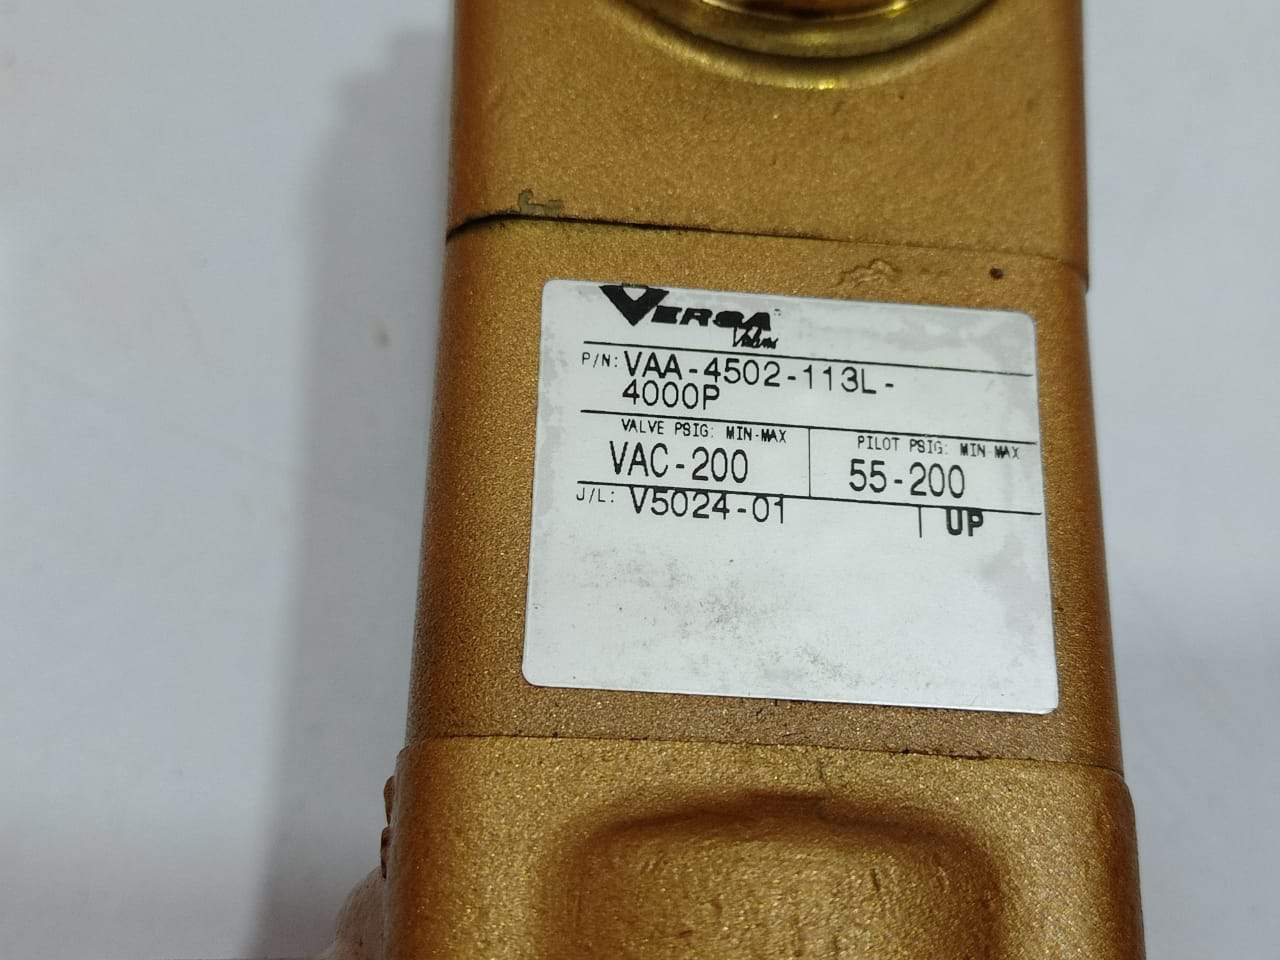 VERSA
Valves
P/N: VAA-4502-113L-
4000P
VALVE PSIG: MIN-MAX PILOT PSIG: MIN-MAX
VAC-200 55-200
J/L: V5024-01 UP